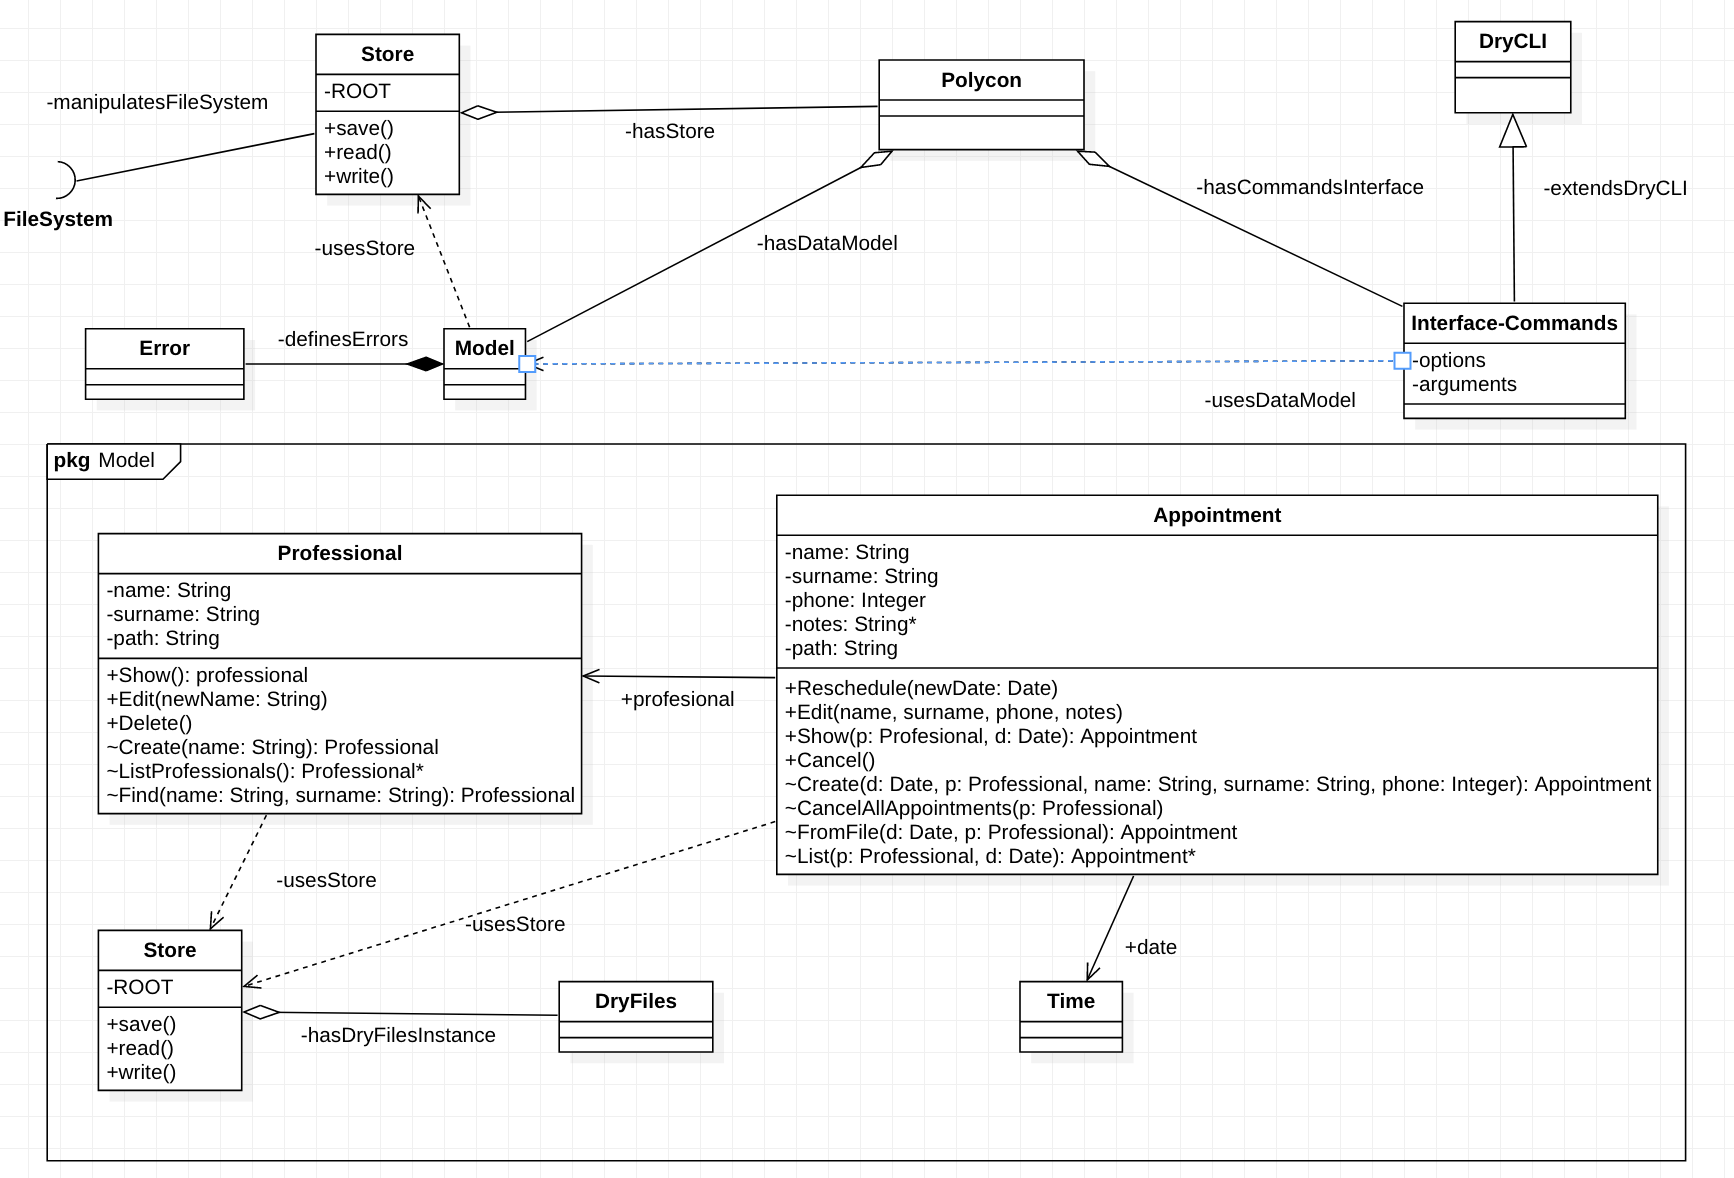 Store
-ROOT
+save()
+read()
+write()
-manipulatesFileSystem
FileSystem
-hasStore
Polycon
DryCLI
-hasCommandsInterface
-extendsDryCLI
-usesStore
-hasDataModel
Error
-definesErrors
Model
Interface-Commands
-options
-arguments
-usesDataModel
pkg Model
Professional
-name: String
-surname: String
-path: String
+Show(): professional
+Edit(newName: String)
+Delete()
~Create(name: String): Professional
~ListProfessionals(): Professional*
~Find(name: String, surname: String): Professional
+profesional
Appointment
-name: String
-surname: String
-phone: Integer
-notes: String*
-path: String
+Reschedule(newDate: Date)
+Edit(name, surname, phone, notes)
+Show(p: Profesional, d: Date): Appointment
+Cancel()
~Create(d: Date, p: Professional, name: String, surname: String, phone: Integer): Appointment
~CancelAllAppointments(p: Professional)
~FromFile(d: Date, p: Professional): Appointment
~List(p: Professional, d: Date): Appointment*
-usesStore
-usesStore
+date
Store
-ROOT
+save()
+read()
+write()
-hasDryFilesInstance
DryFiles
Time